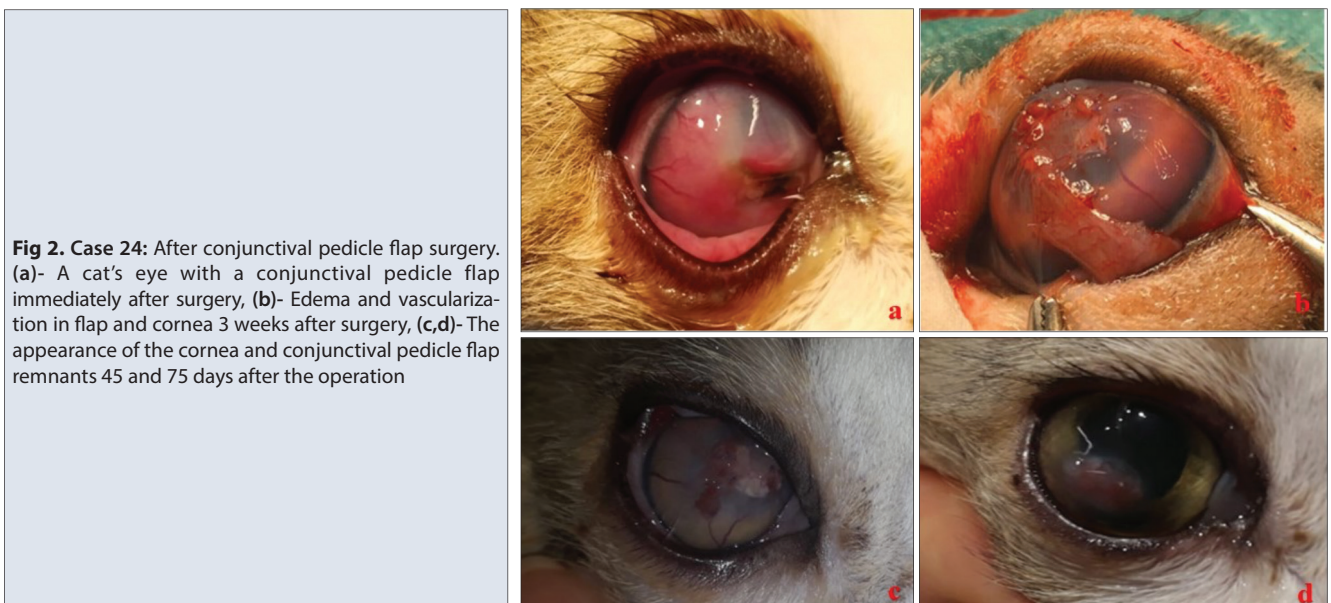 Fig 2. Case 24: After conjunctival pedicle flap surgery.
(a)- A cat's eye with a conjunctival pedicle flap
immediately after surgery, (b)- Edema and vasculariza-
tion in flap and cornea 3 weeks after surgery, (c,d)- The
appearance of the cornea and conjunctival pedicle flap
remnants 45 and 75 days after the operation
a
b
c
d